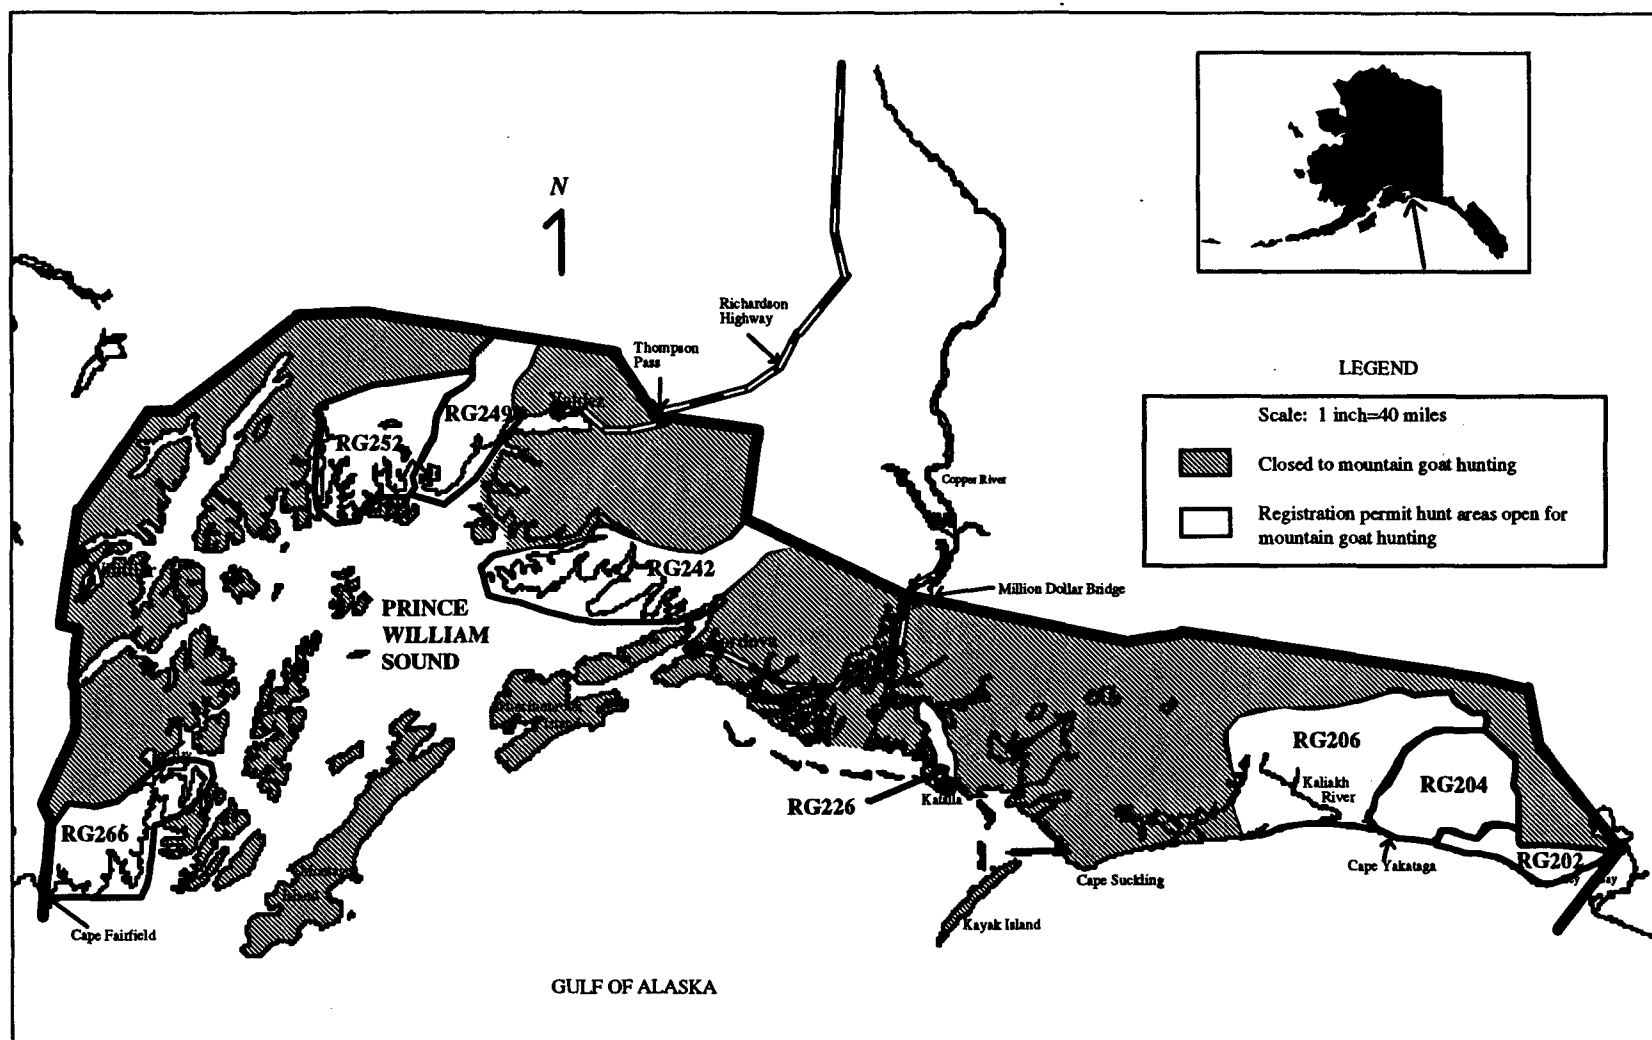 N
Richardson
Highway
Thompson
Pass
LEGEND
Scale: 1 inch=40 miles
Closed to mountain goat hunting
Registration permit hunt areas open for
mountain goat hunting
RG249
Valdez
RG252
Copper River
RG242
Million Dollar Bridge
PRINCE
WILLIAM
SOUND
Cordova
RG206
Kaliakh
River
RG204
RG226
Katalla
RG266
Cape Yakataga
RG202
Cape Suckling
Kayak Island
Cape Fairfield
GULF OF ALASKA